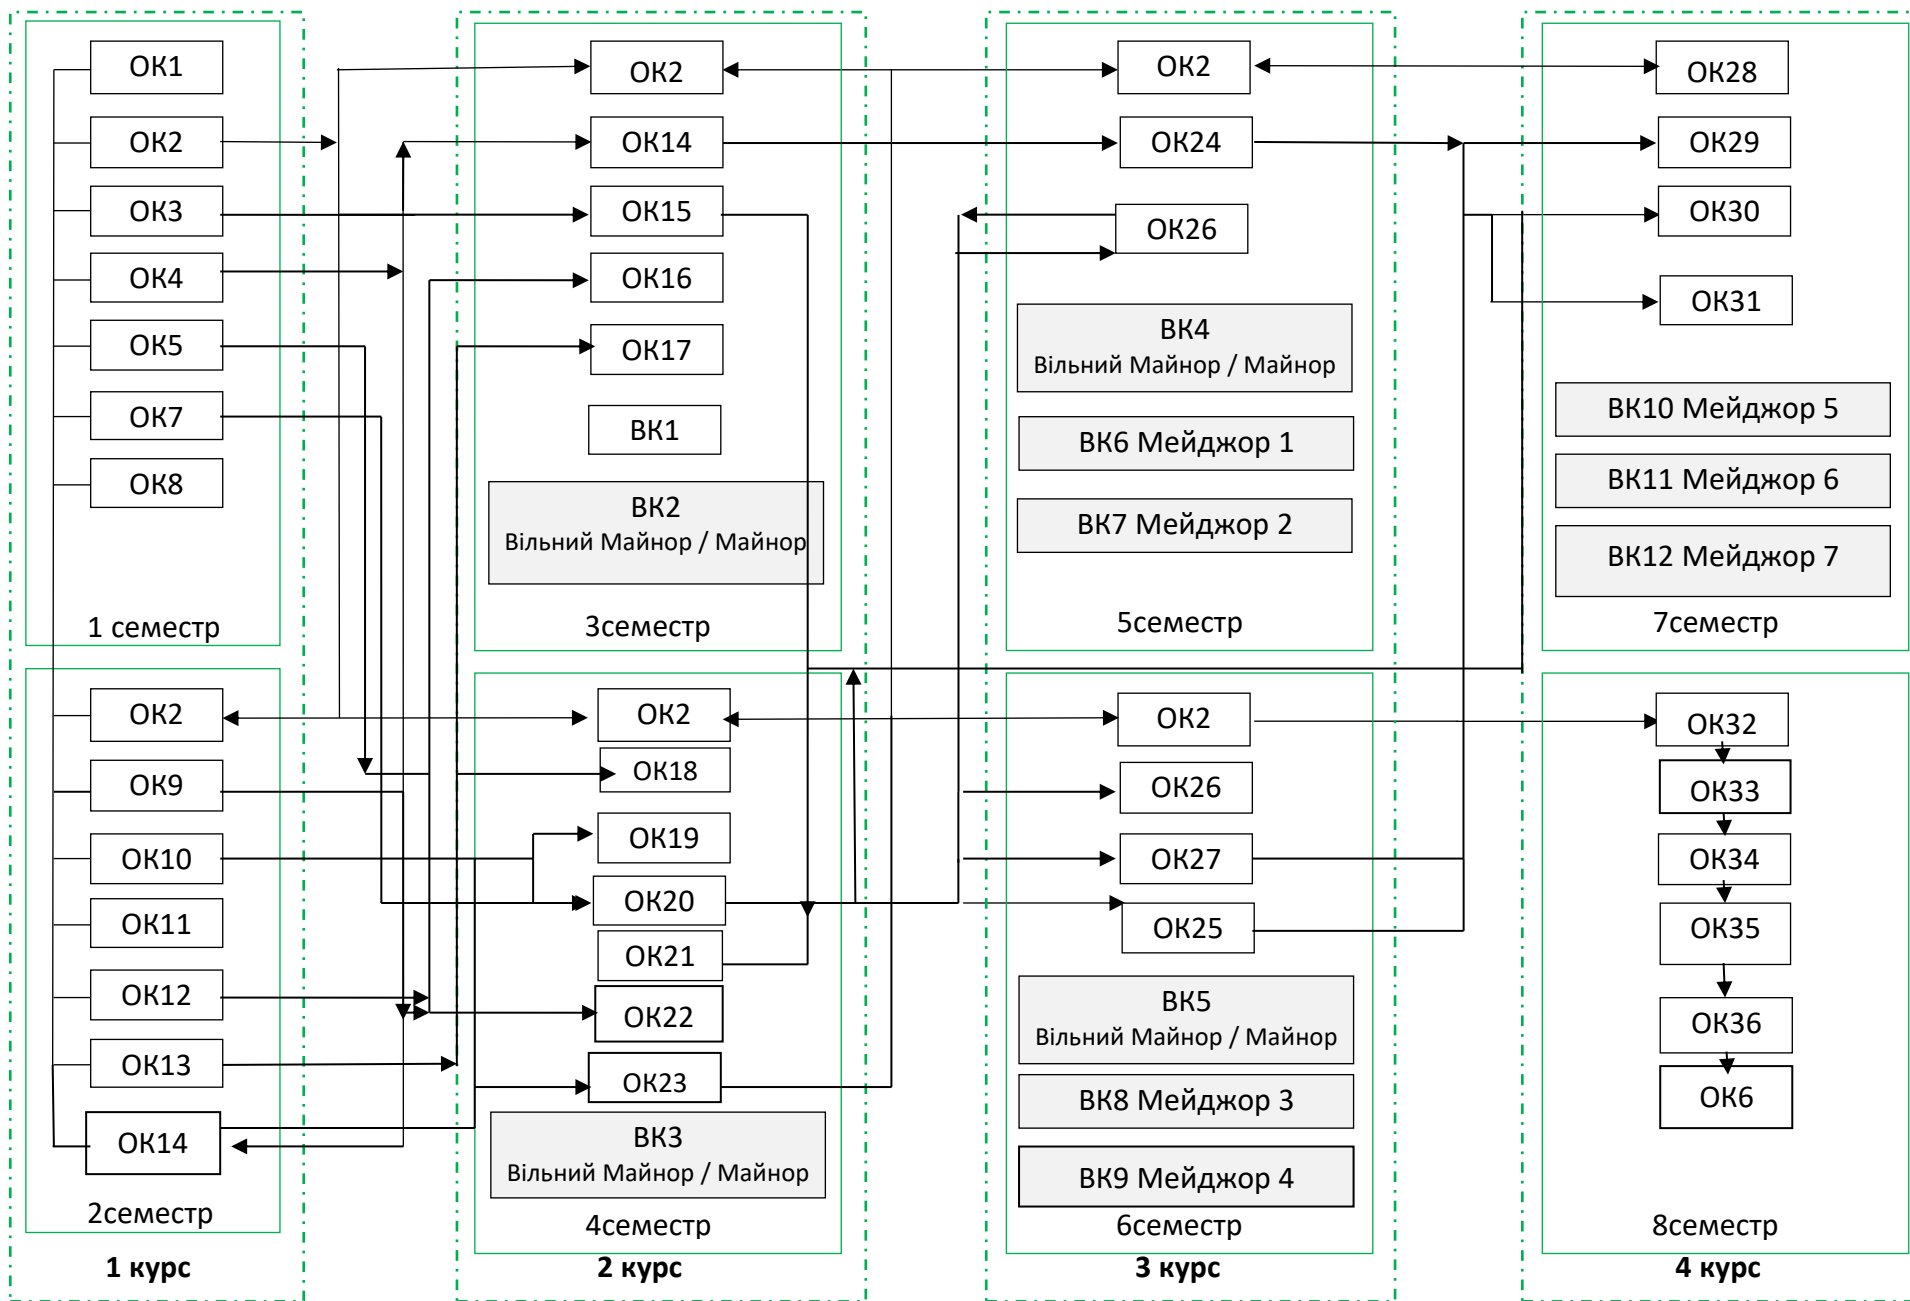 ОК1
ОК2
ОК3
ОК4
ОК5
ОК7
ОК8
1 семестр
ОК2
ОК9
ОК10
ОК11
ОК12
ОК13
ОК14
2семестр
1 курс
ОК2
ОК14
ОК15
ОК16
ОК17
ВК1
ВК2
Вільний Майнор / Майнор
3семестр
ОК2
ОК18
ОК19
ОК20
ОК21
ОК22
ОК23
ВК3
Вільний Майнор / Майнор
4семестр
2 курс
ОК2
ОК24
ОК26
ВК4
Вільний Майнор / Майнор
ВК6 Мейджор 1
ВК7 Мейджор 2
5семестр
ОК2
ОК26
ОК27
ОК25
ВК5
Вільний Майнор / Майнор
ВК8 Мейджор 3
ВК9 Мейджор 4
6семестр
3 курс
ОК28
ОК29
ОК30
ОК31
ВК10 Мейджор 5
ВК11 Мейджор 6
ВК12 Мейджор 7
7семестр
ОК32
ОК33
ОК34
ОК35
ОК36
ОК6
8семестр
4 курс